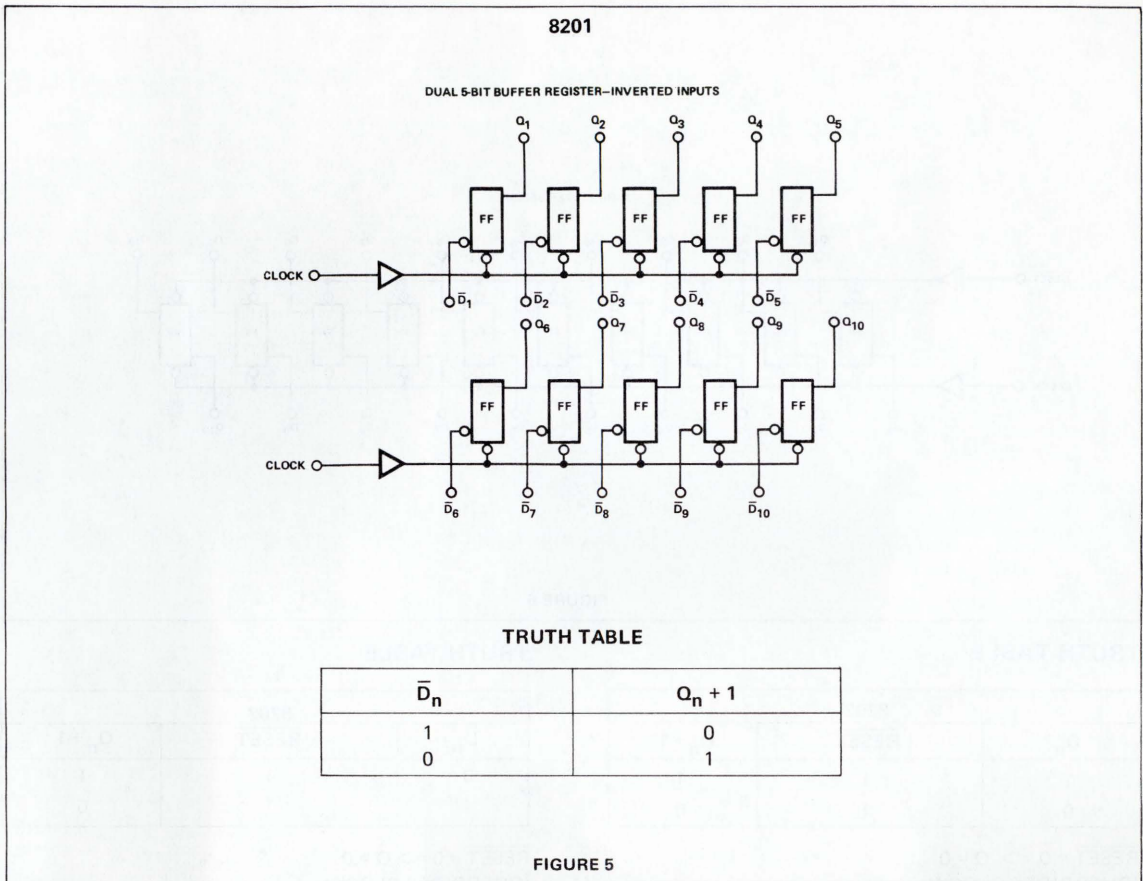 8201
DUAL 5-BIT BUFFER REGISTER–INVERTED INPUTS
Q1 Q2 Q3 Q4 Q5
FF FF FF FF FF
CLOCK
D̅1 D̅2 D̅3 D̅4 D̅5
Q6 Q7 Q8 Q9 Q10
FF FF FF FF FF
CLOCK
D̅6 D̅7 D̅8 D̅9 D̅10
TRUTH TABLE
D̅n Qn + 1
1 0
0 1
FIGURE 5